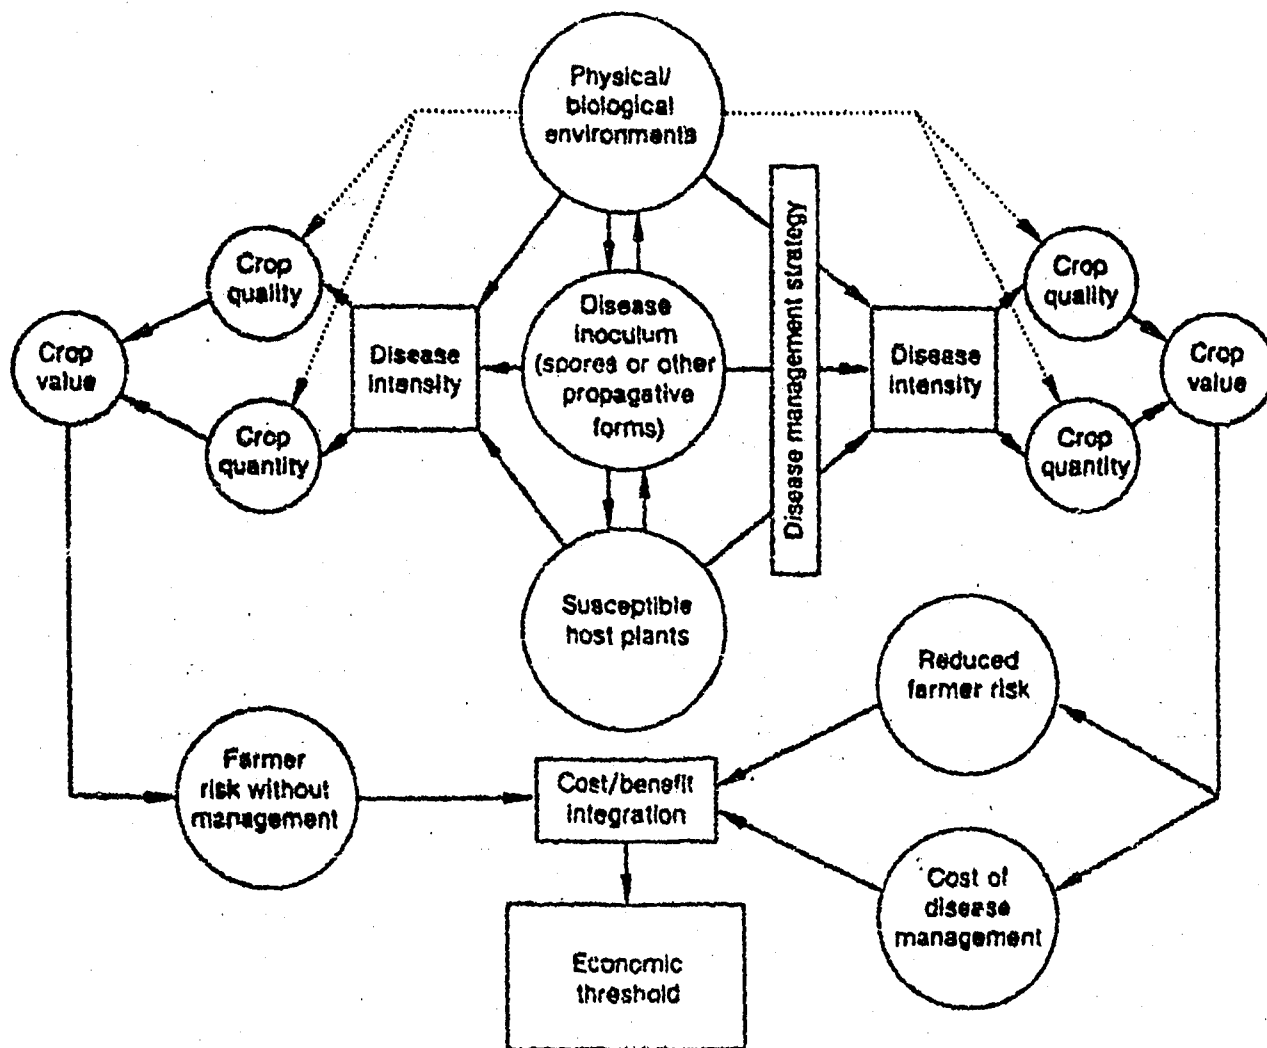 Physical/
biological
environments
Crop
quality
Crop
value
Crop
quantity
Disease
intensity
Disease
inoculum
(spores or other
propagative
forms)
Disease management strategy
Disease
intensity
Crop
quality
Crop
quantity
Crop
value
Susceptible
host plants
Reduced
farmer risk
Farmer
risk without
management
Cost/benefit
integration
Cost of
disease
management
Economic
threshold